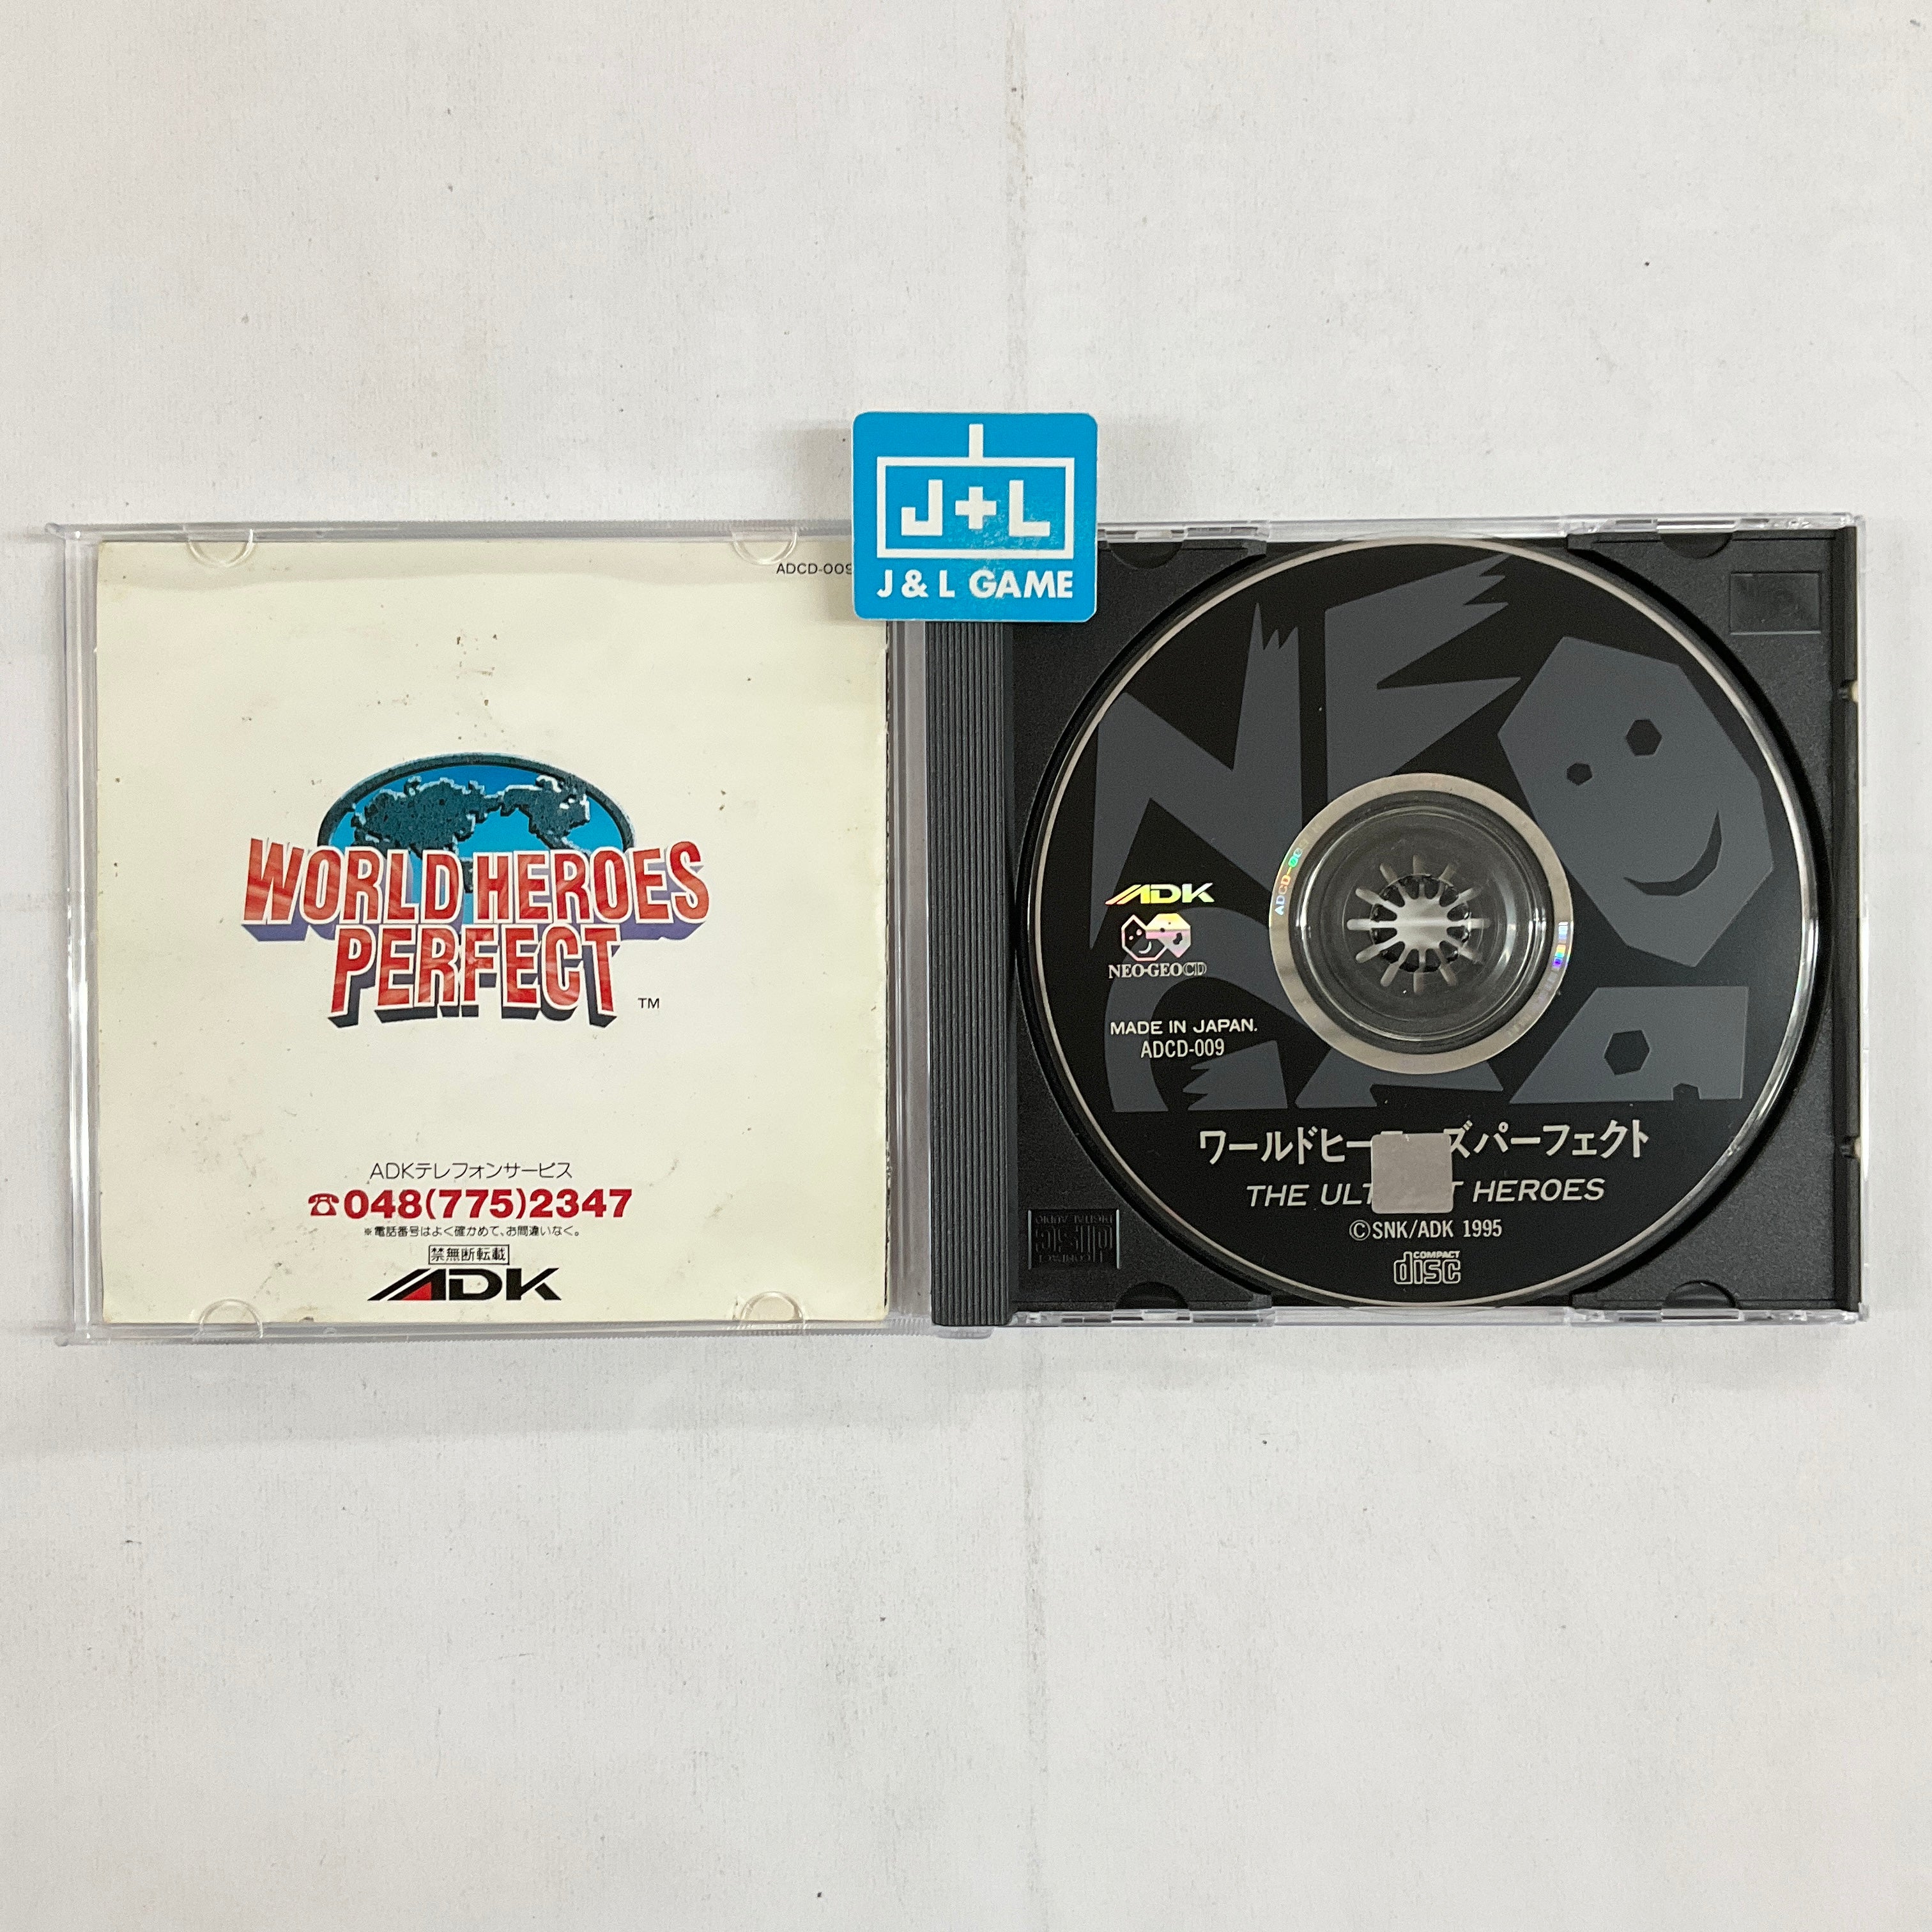 J+L
J & L GAME
ADCD-009
WORLD HEROES
PERFECT
TM
ADKテレフォンサービス
☎048(775)2347
※電話番号はよく確かめて、お間違いなく。
禁無断転載
ADK
NEO
ADK
NEO·GEO CD
MADE IN JAPAN.
ADCD-009
ワールドヒーズパーフェクト
THE HEROES
©SNK/ADK 1995
COMPACT
disc